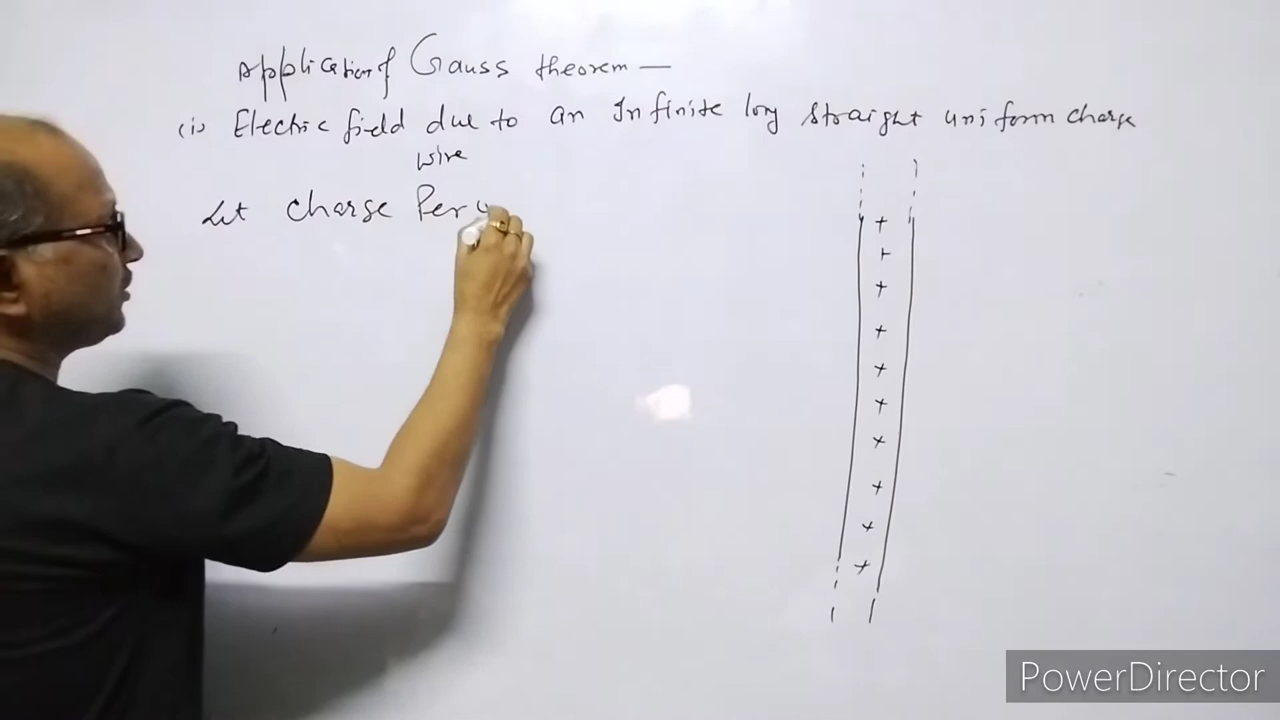 Application of Gauss theorem —
(i) Electric field due to an Infinite long straight uniform charge
wire
Let charge Per u
+
+
+
+
+
+
+
+
+
+
PowerDirector